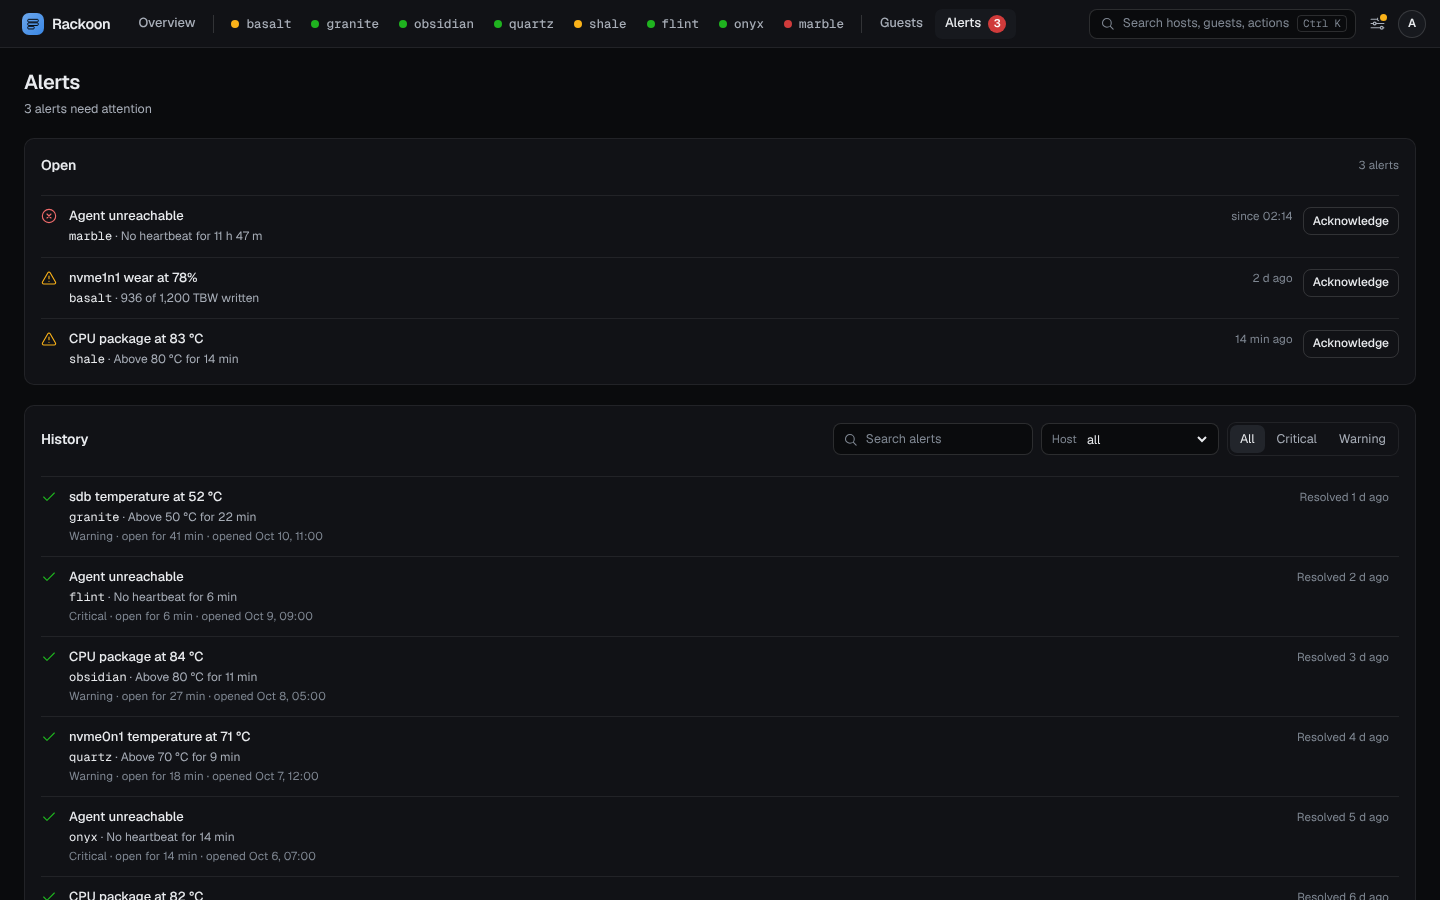 Rackoon Overview basalt granite obsidian quartz shale flint onyx marble Guests Alerts 3 Search hosts, guests, actions Ctrl K A
Alerts
3 alerts need attention
Open 3 alerts
Agent unreachable since 02:14 Acknowledge
marble · No heartbeat for 11 h 47 m
nvme1n1 wear at 78% 2 d ago Acknowledge
basalt · 936 of 1,200 TBW written
CPU package at 83 °C 14 min ago Acknowledge
shale · Above 80 °C for 14 min
History Search alerts Host all All Critical Warning
sdb temperature at 52 °C Resolved 1 d ago
granite · Above 50 °C for 22 min
Warning · open for 41 min · opened Oct 10, 11:00
Agent unreachable Resolved 2 d ago
flint · No heartbeat for 6 min
Critical · open for 6 min · opened Oct 9, 09:00
CPU package at 84 °C Resolved 3 d ago
obsidian · Above 80 °C for 11 min
Warning · open for 27 min · opened Oct 8, 05:00
nvme0n1 temperature at 71 °C Resolved 4 d ago
quartz · Above 70 °C for 9 min
Warning · open for 18 min · opened Oct 7, 12:00
Agent unreachable Resolved 5 d ago
onyx · No heartbeat for 14 min
Critical · open for 14 min · opened Oct 6, 07:00
CPU package at 82 °C Resolved 6 d ago